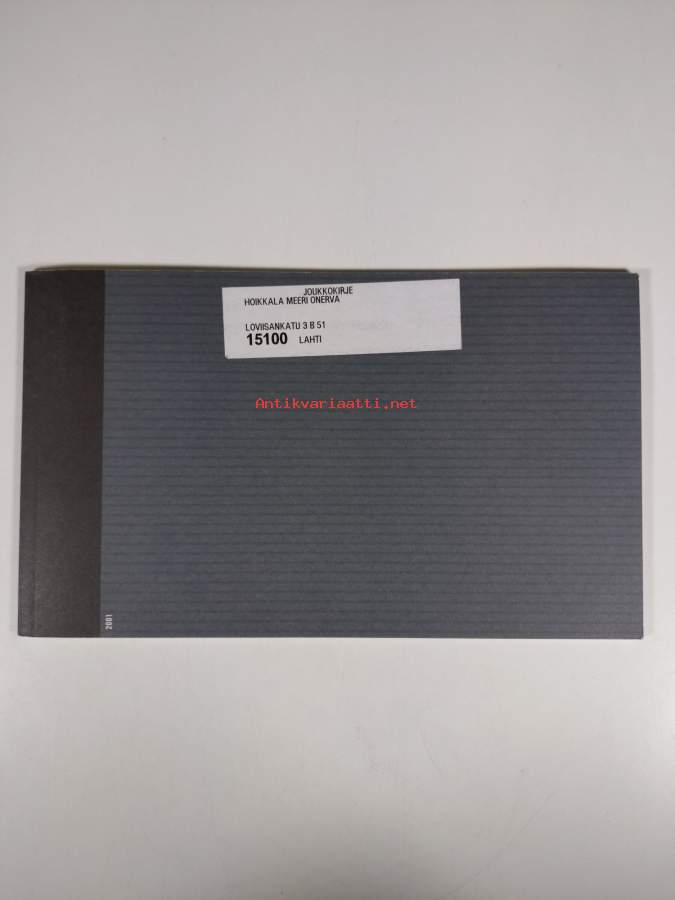 JOUKKOKIRJE
HOIKKALA MEERI ONERVA
LOVIISANKATU 3 B 51
15100 LAHTI
Antikvariaatti.net
2001